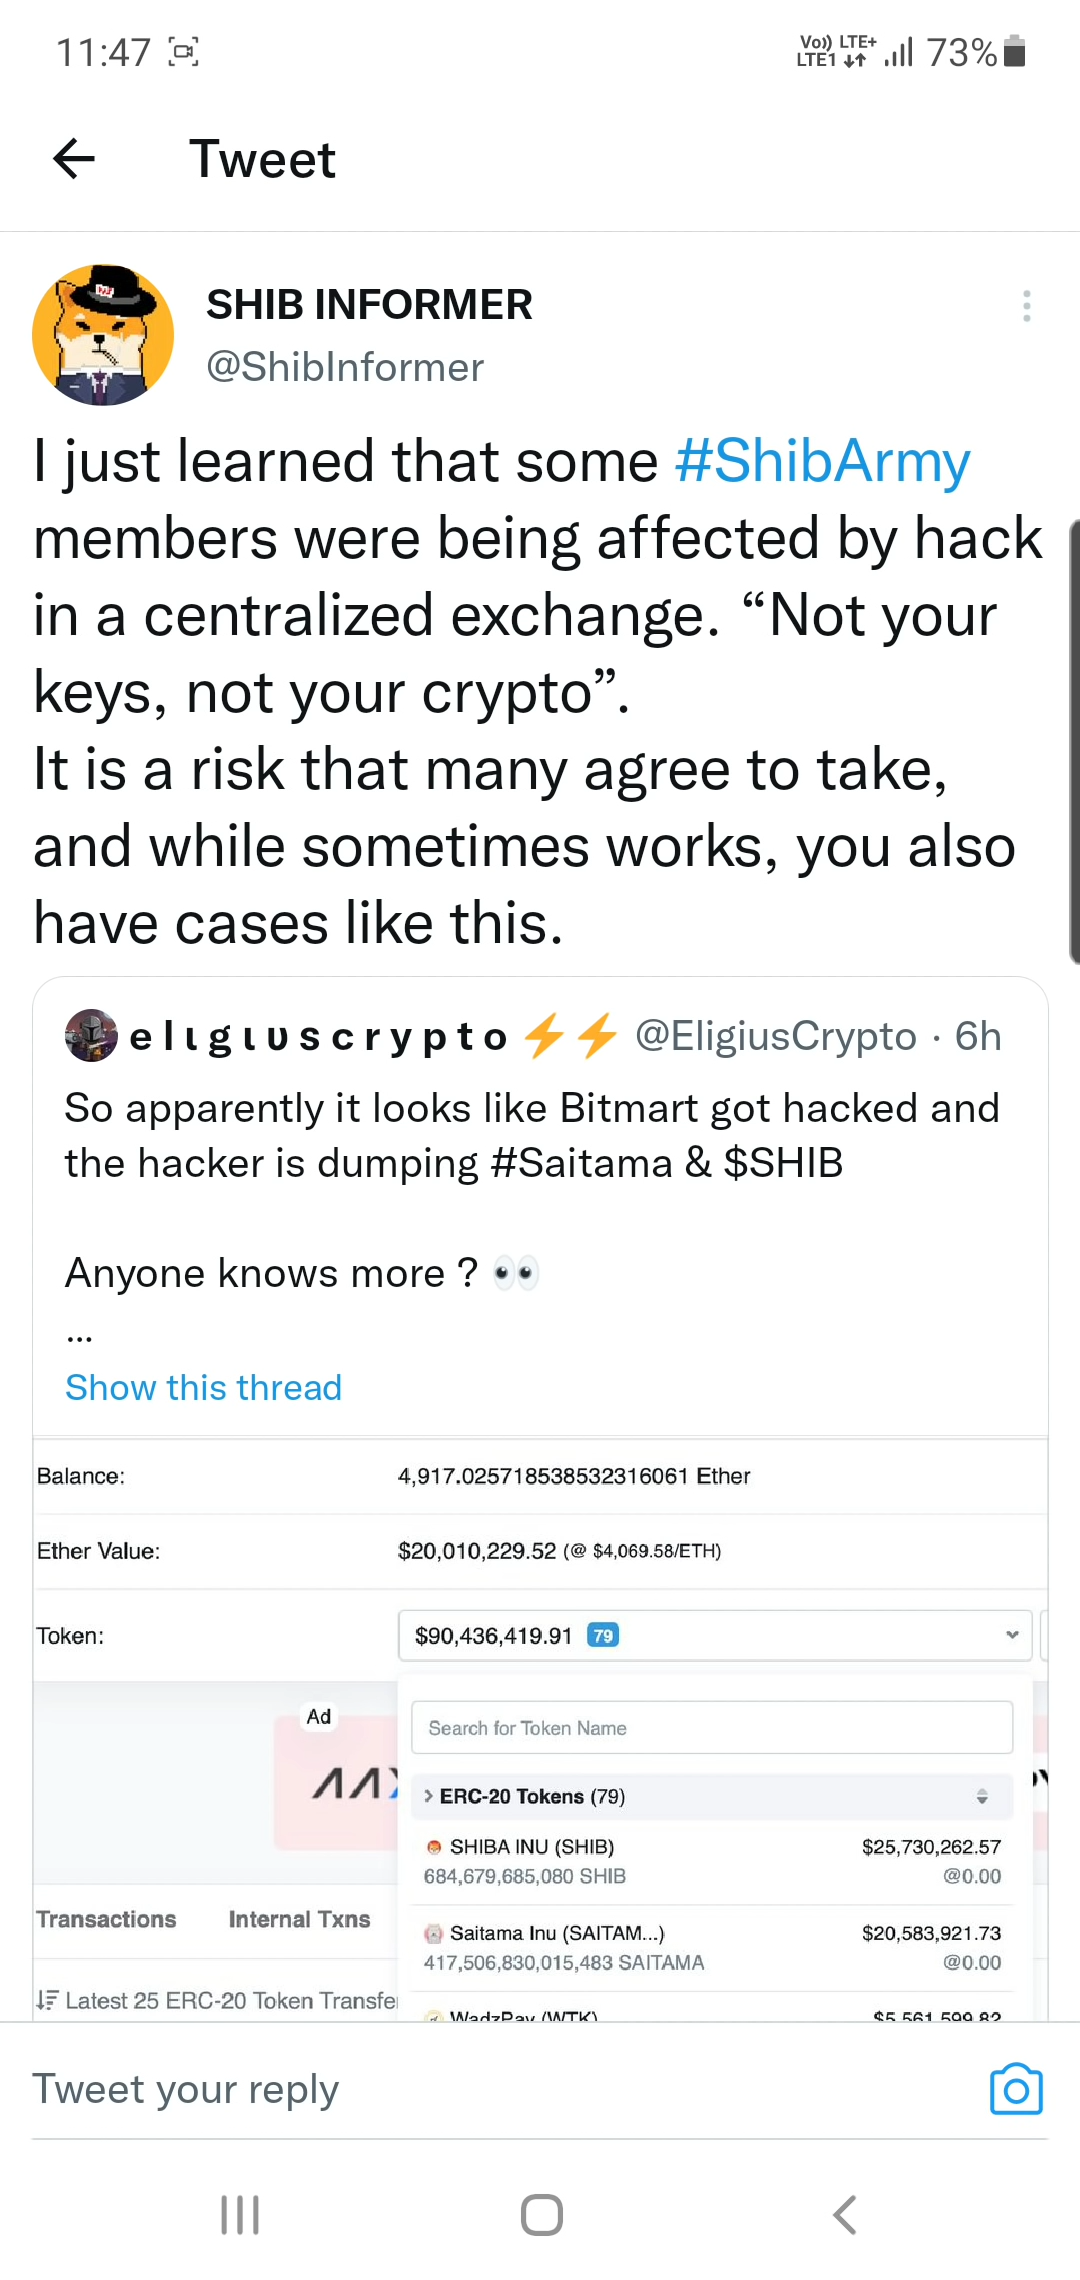 11:47
Vo)) LTE+
LTE1
73%
Tweet
SHIB INFORMER
@ShibInformer
I just learned that some #ShibArmy
members were being affected by hack
in a centralized exchange. “Not your
keys, not your crypto”.
It is a risk that many agree to take,
and while sometimes works, you also
have cases like this.
e l ɩ g ɩ ʋ s c r y p t o ⚡⚡ @EligiusCrypto · 6h
So apparently it looks like Bitmart got hacked and
the hacker is dumping #Saitama & $SHIB
Anyone knows more ? 👀
...
Show this thread
Balance: 4,917.025718538532316061 Ether
Ether Value: $20,010,229.52 (@ $4,069.58/ETH)
Token: $90,436,419.91 79
Ad
Search for Token Name
ERC-20 Tokens (79)
SHIBA INU (SHIB) $25,730,262.57
684,679,685,080 SHIB @0.00
Transactions Internal Txns
Saitama Inu (SAITAM...) $20,583,921.73
417,506,830,015,483 SAITAMA @0.00
Latest 25 ERC-20 Token Transfe
WadzPay (WTK) $5,561,599.82
Tweet your reply